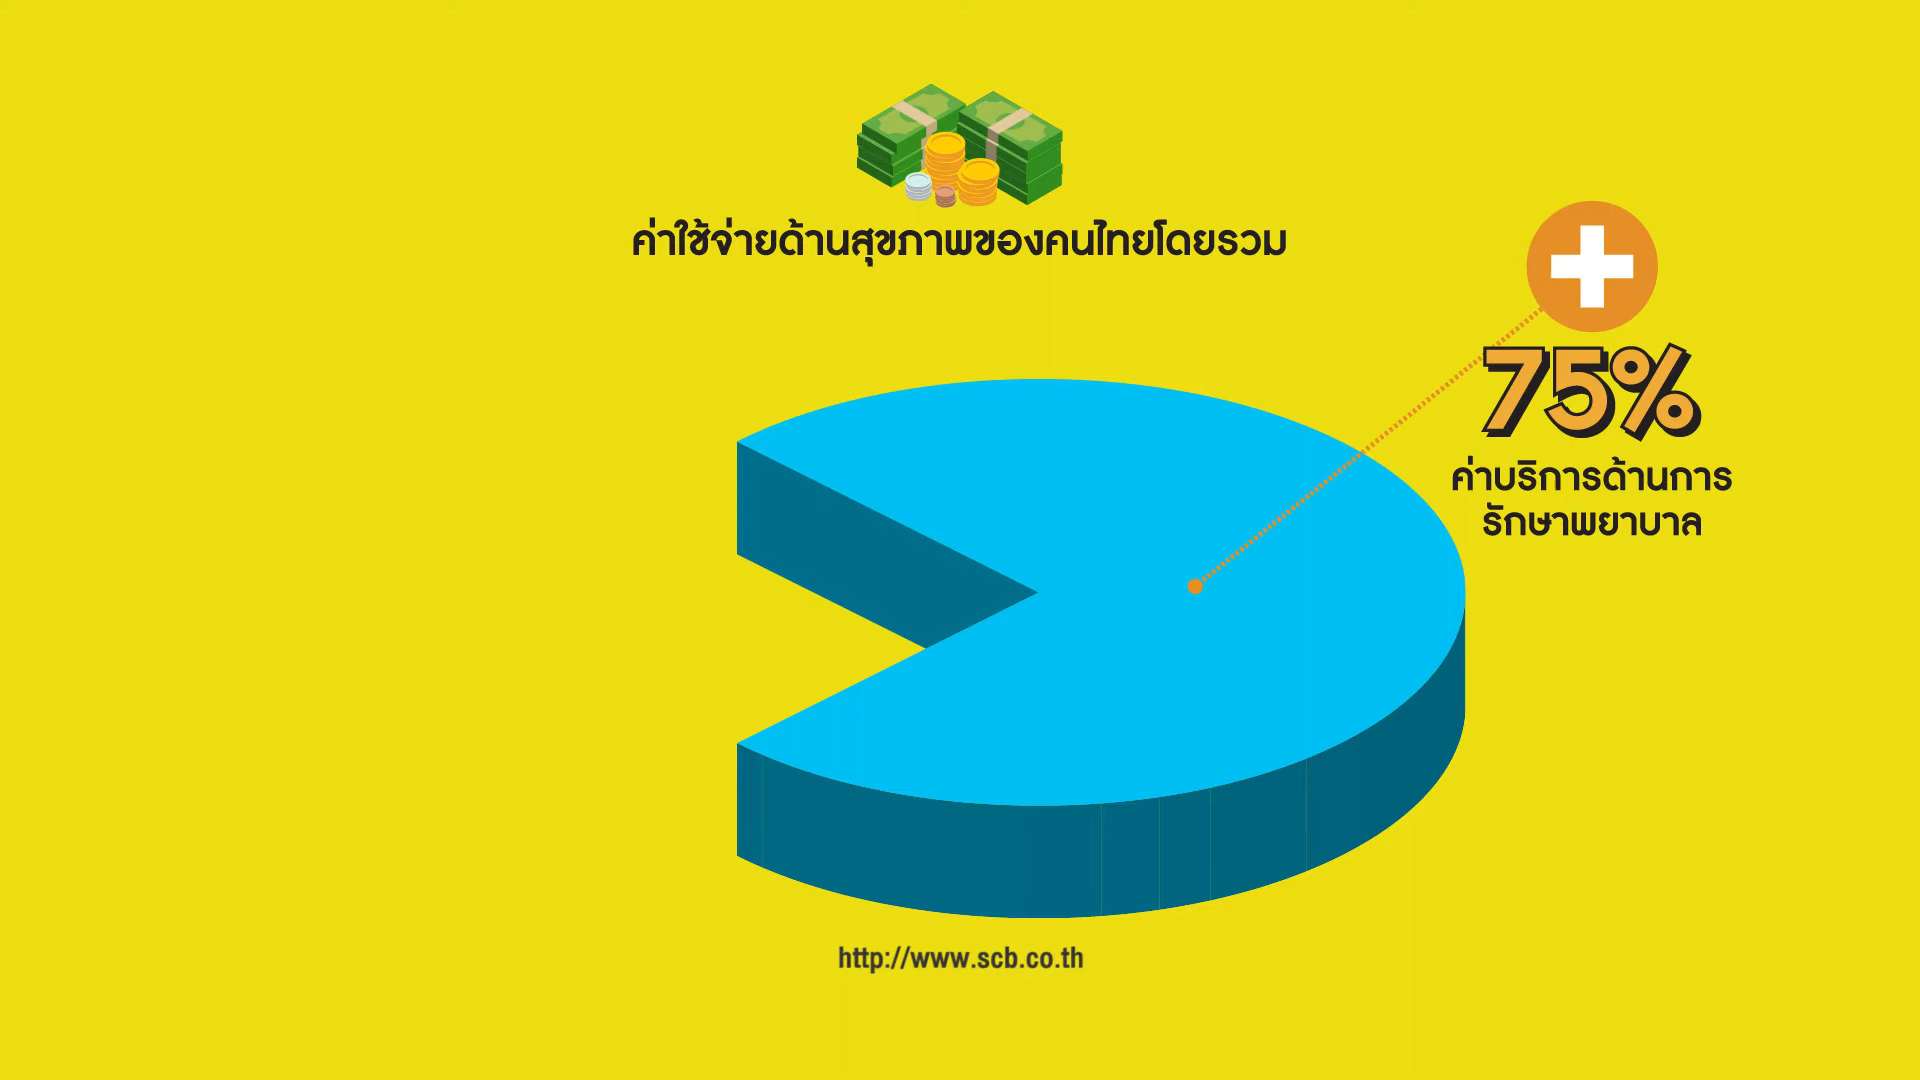 ค่าใช้จ่ายด้านสุขภาพของคนไทยโดยรวม
75%
ค่าบริการด้านการ
รักษาพยาบาล
http://www.scb.co.th